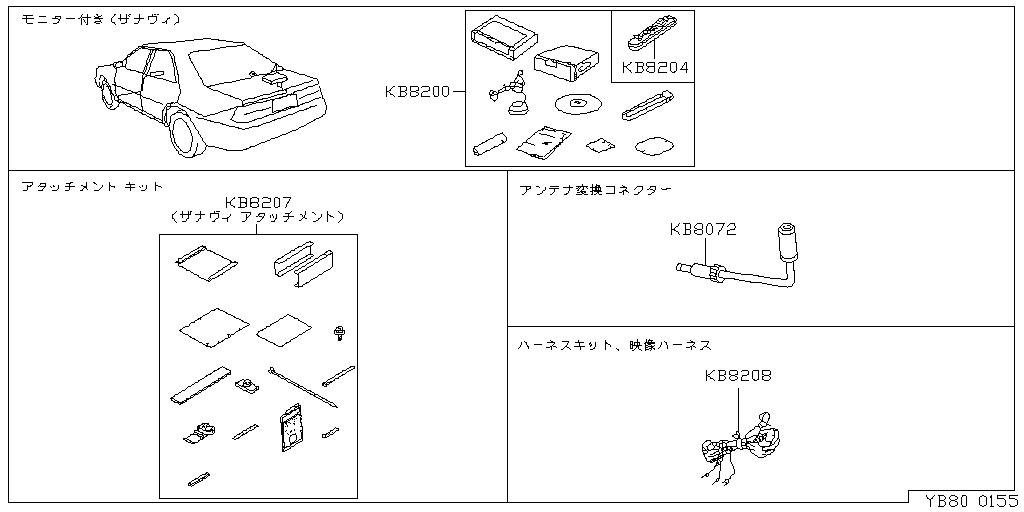 モニター付き(ザナヴィ)
KB8204
KB8200
アタッチメント キット
KB8207
(ザナヴィ アタッチメント)
アンテナ変換コネクター
KB8072
ハーネスキット、映像ハーネス
KB8208
YB80 0155